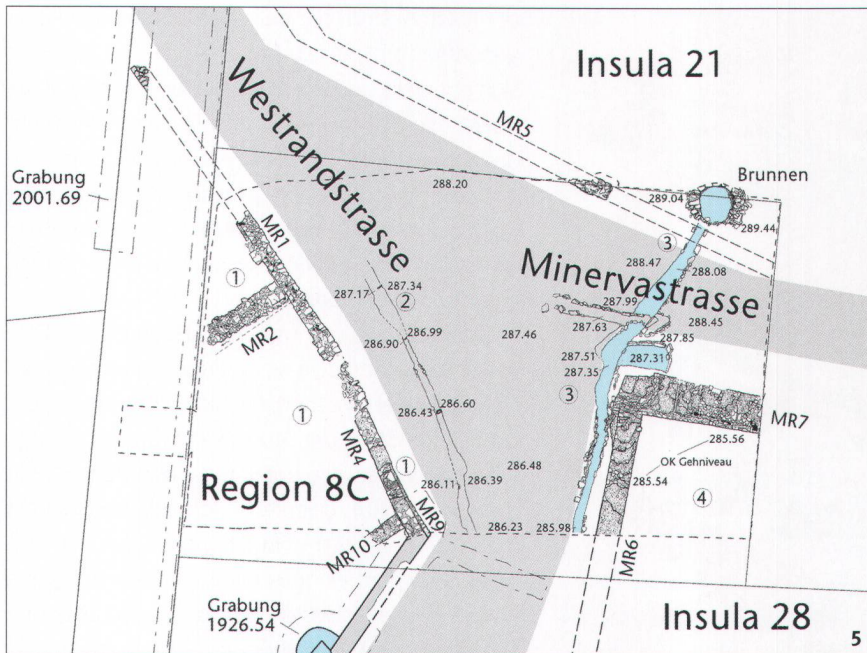 Insula 21
Westrandstrasse
MR5
Brunnen
Grabung
2001.69
288.20
289.04
289.44
MR1
③
①
288.47
288.08
Minervastrasse
287.34
287.17
②
287.99
288.45
MR2
286.99
286.90
287.46
287.63
287.85
287.51
287.31
287.35
③
①
286.60
286.43
MR7
MR4
285.56
①
OK Gehniveau
286.48
Region 8C
286.39
286.11
285.54
④
MR9
286.23
285.98
MR10
MR6
Grabung
1926.54
Insula 28
5